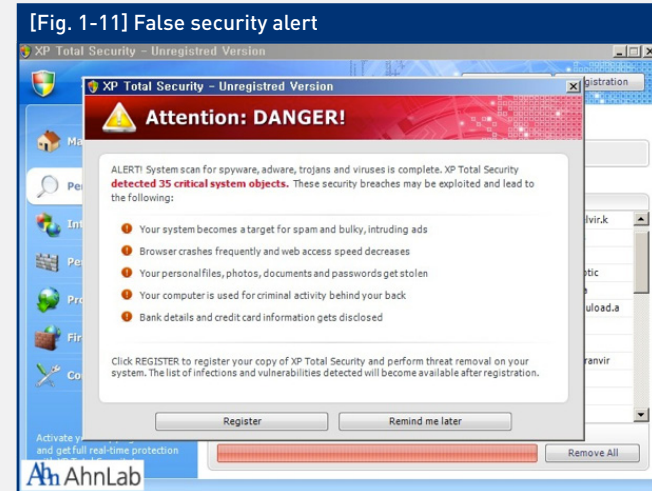 [Fig. 1-11] False security alert
XP Total Security - Unregistred Version
XP Total Security - Unregistred Version
Attention: DANGER!
ALERT! System scan for spyware, adware, trojans and viruses is complete. XP Total Security
detected 35 critical system objects. These security breaches may be exploited and lead to
the following:
Your system becomes a target for spam and bulky, intruding ads
Browser crashes frequently and web access speed decreases
Your personal files, photos, documents and passwords get stolen
Your computer is used for criminal activity behind your back
Bank details and credit card information gets disclosed
Click REGISTER to register your copy of XP Total Security and perform threat removal on your
system. The list of infections and vulnerabilities detected will become available after registration.
Register
Remind me later
Activate
and get full real-time protection
Remove All
AhnLab